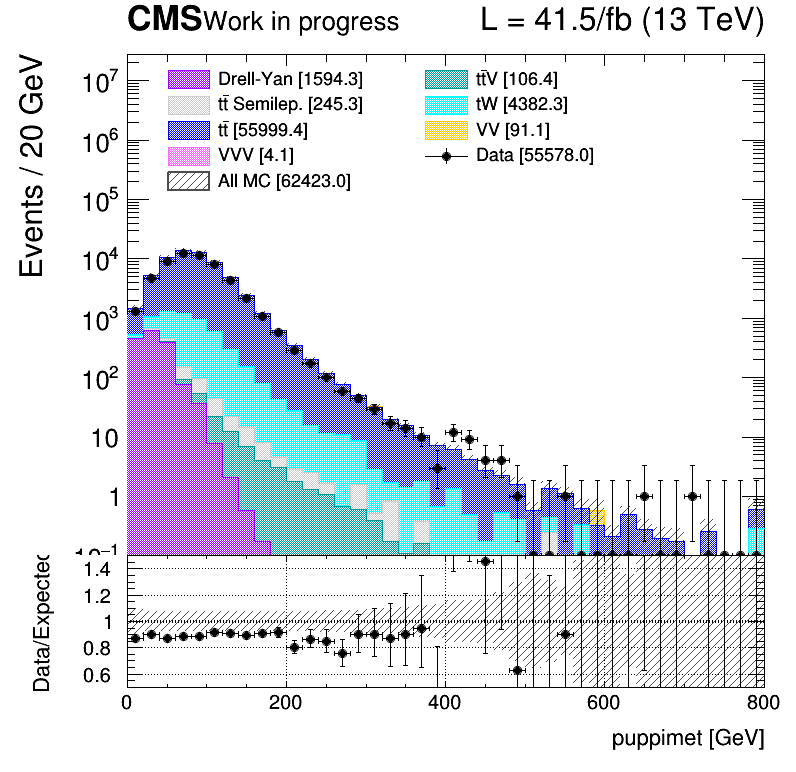 CMS Work in progress L = 41.5/fb (13 TeV)
Events / 20 GeV
10⁷
10⁶
10⁵
10⁴
10³
10²
10
1
10⁻¹
Drell-Yan [1594.3]
tt̄ Semilep. [245.3]
tt̄ [55999.4]
VVV [4.1]
All MC [62423.0]
tt̄V [106.4]
tW [4382.3]
VV [91.1]
Data [55578.0]
Data/Expected
1.4
1.2
1
0.8
0.6
0 200 400 600 800
puppimet [GeV]